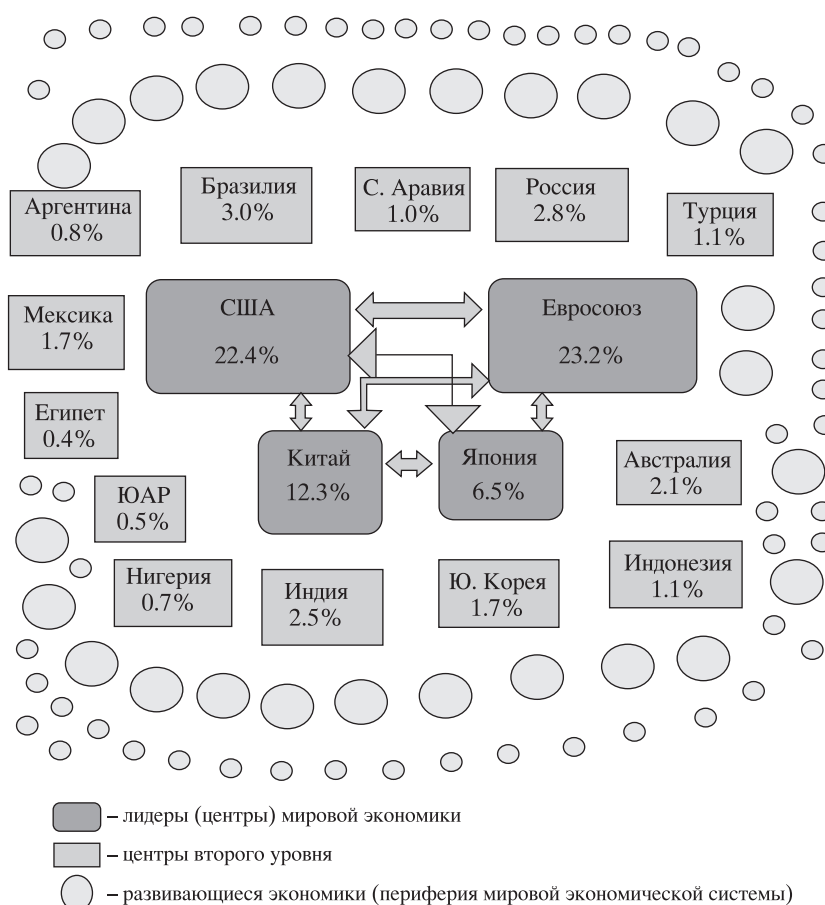 Бразилия
3.0%
С. Аравия
1.0%
Россия
2.8%
Аргентина
0.8%
Турция
1.1%
США
22.4%
Евросоюз
23.2%
Мексика
1.7%
Египет
0.4%
Китай
12.3%
Япония
6.5%
Австралия
2.1%
ЮАР
0.5%
Нигерия
0.7%
Индия
2.5%
Ю. Корея
1.7%
Индонезия
1.1%
– лидеры (центры) мировой экономики
– центры второго уровня
– развивающиеся экономики (периферия мировой экономической системы)